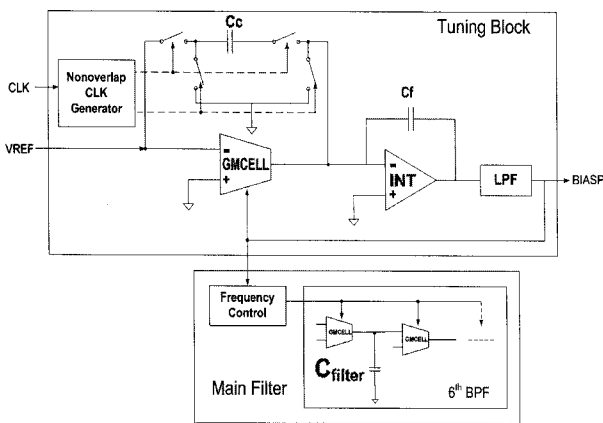 Tuning Block
Cc
CLK
Nonoverlap
CLK
Generator
VREF
Cf
-
GMCELL
+
-
INT
+
LPF
BIASP
Frequency
Control
GMCELL
GMCELL
Cfilter
Main Filter
6th BPF